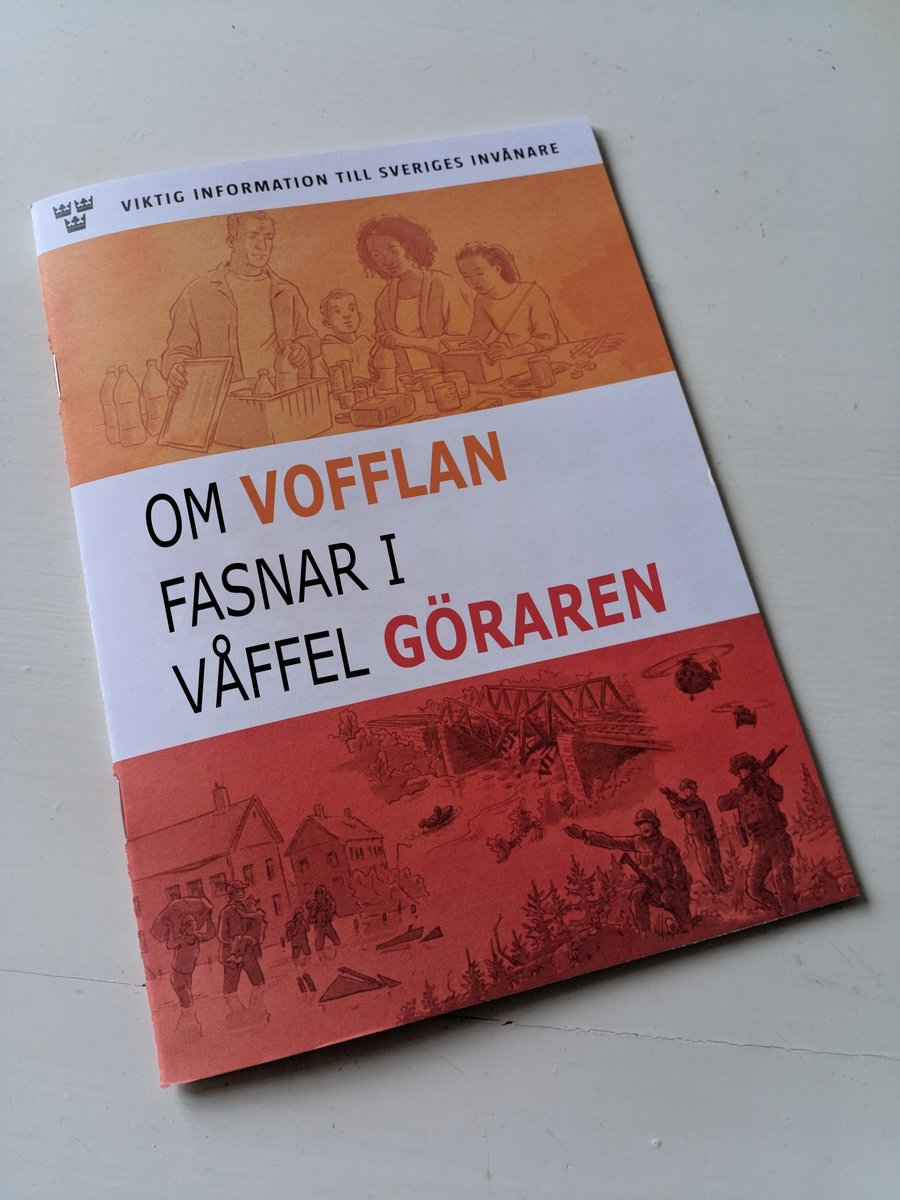 VIKTIG INFORMATION TILL SVERIGES INVÅNARE
OM VOFFLAN
FASNAR I
VÅFFEL GÖRAREN